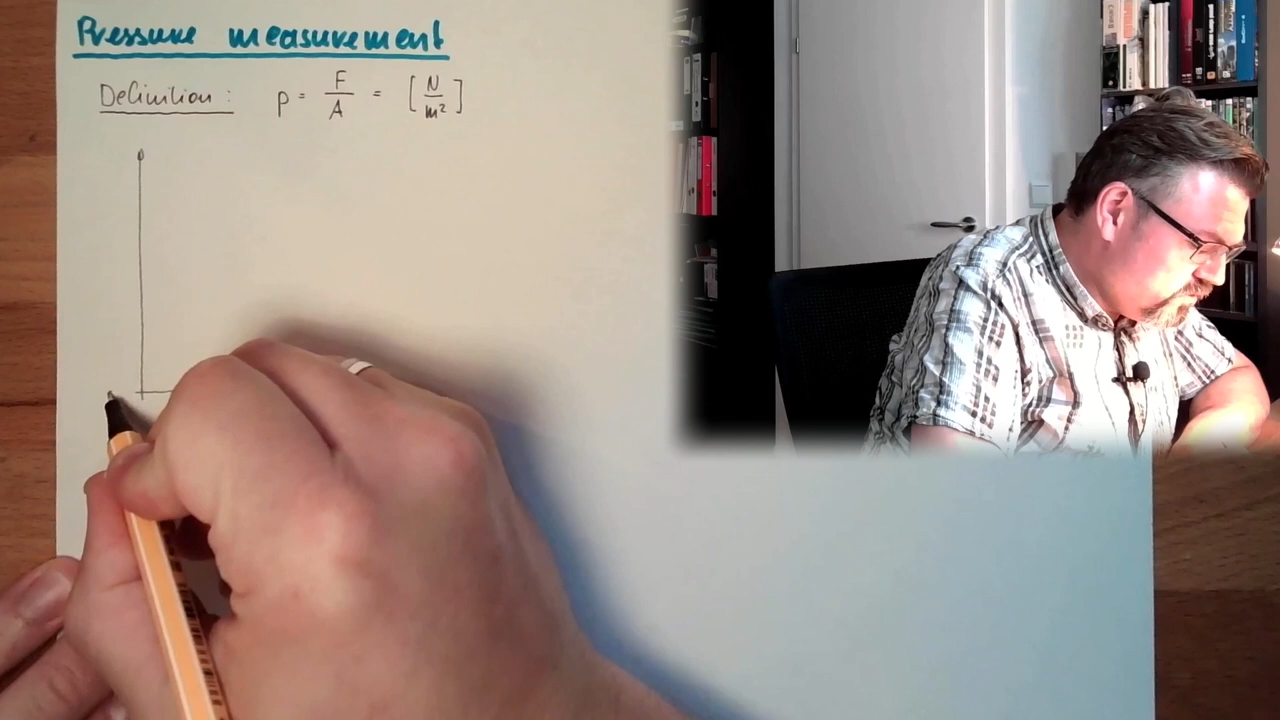 Pressure measurement
Definition : p = F/A = [N/m²]